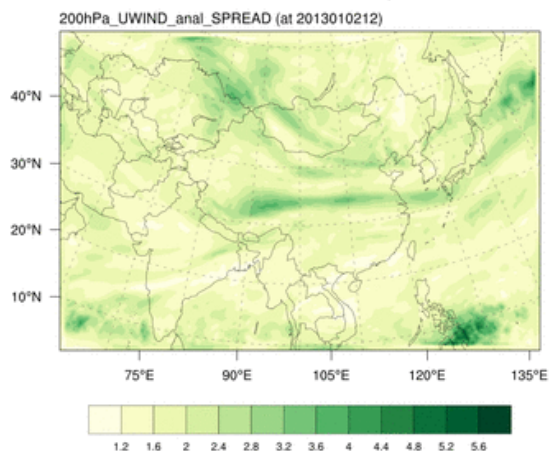 200hPa_UWIND_anal_SPREAD (at 2013010212)
40°N
30°N
20°N
10°N
75°E 90°E 105°E 120°E 135°E
1.2 1.6 2 2.4 2.8 3.2 3.6 4 4.4 4.8 5.2 5.6